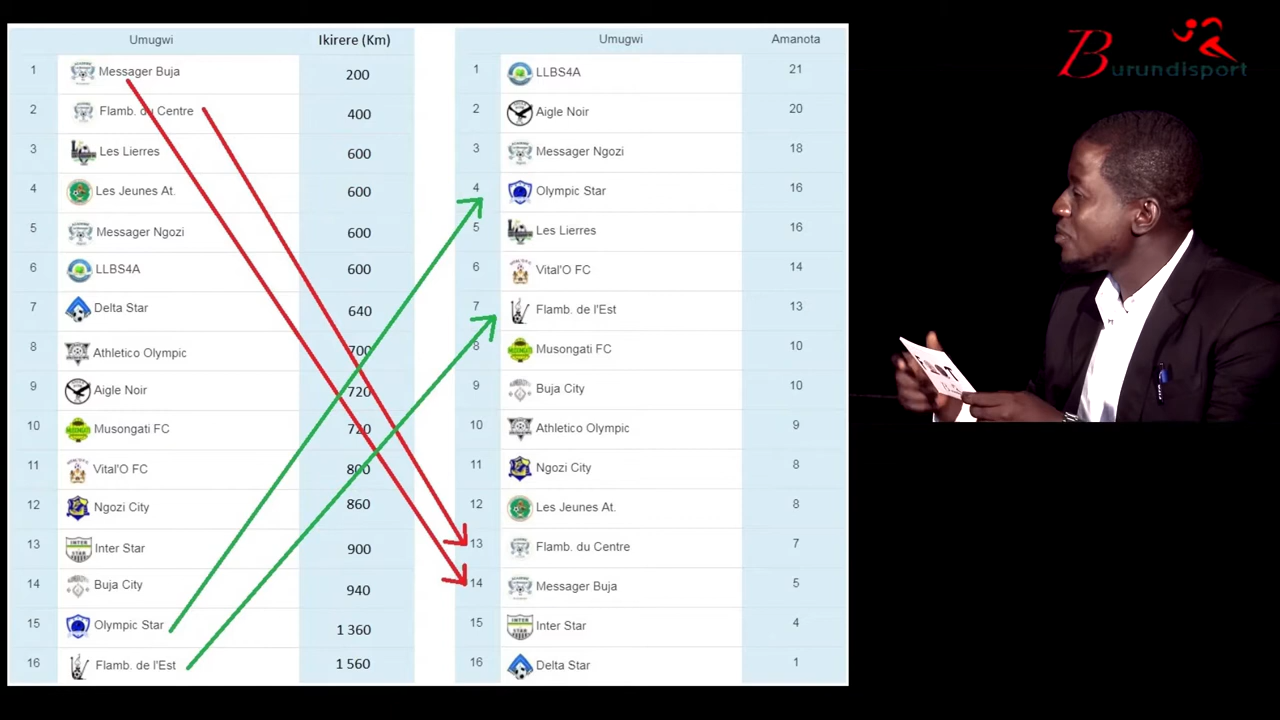 Umugwi Ikirere (Km)
1 Messager Buja 200
2 Flamb. du Centre 400
3 Les Lierres 600
4 Les Jeunes At. 600
5 Messager Ngozi 600
6 LLBS4A 600
7 Delta Star 640
8 Athletico Olympic 700
9 Aigle Noir 720
10 Musongati FC 720
11 Vital'O FC 800
12 Ngozi City 860
13 Inter Star 900
14 Buja City 940
15 Olympic Star 1 360
16 Flamb. de l'Est 1 560
Umugwi Amanota
1 LLBS4A 21
2 Aigle Noir 20
3 Messager Ngozi 18
4 Olympic Star 16
5 Les Lierres 16
6 Vital'O FC 14
7 Flamb. de l'Est 13
8 Musongati FC 10
9 Buja City 10
10 Athletico Olympic 9
11 Ngozi City 8
12 Les Jeunes At. 8
13 Flamb. du Centre 7
14 Messager Buja 5
15 Inter Star 4
16 Delta Star 1
Burundisport